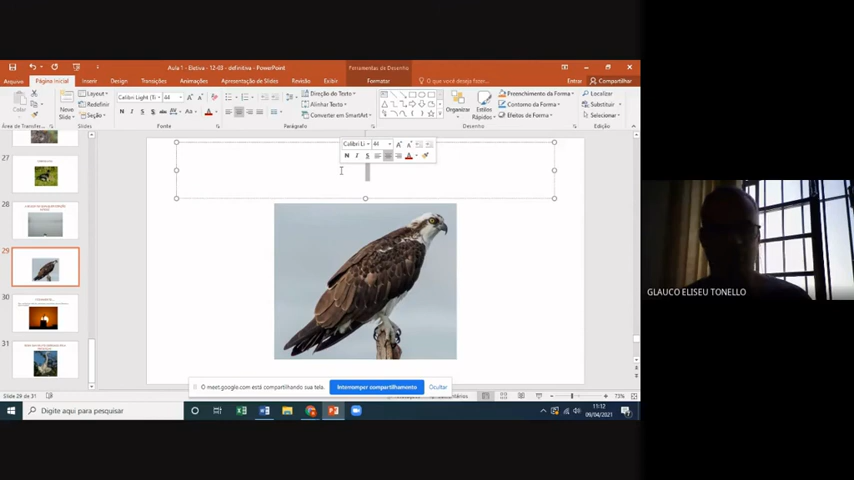 Aula 1 - Eletiva - 12-03 - definitiva - PowerPoint
Ferramentas de Desenho
Arquivo
Página Inicial
Inserir
Design
Transições
Animações
Apresentação de Slides
Revisão
Exibir
Formatar
O que deseja fazer?
Entrar
Compartilhar
Colar
Novo Slide
Layout
Redefinir
Seção
Calibri Light (T
44
Direção do Texto
Alinhar Texto
Converter em SmartArt
Organizar
Estilos Rápidos
Preenchimento da Forma
Contorno da Forma
Efeitos de Forma
Localizar
Substituir
Selecionar
Área de Transfer...
Slides
Fonte
Parágrafo
Desenho
Edição
Calibri Li
44
27
28
29
30
31
GLAUCO ELISEU TONELLO
O meet.google.com está compartilhando sua tela.
Interromper compartilhamento
Ocultar
Slide 29 de 31
73%
Digite aqui para pesquisar
11:12
09/04/2021